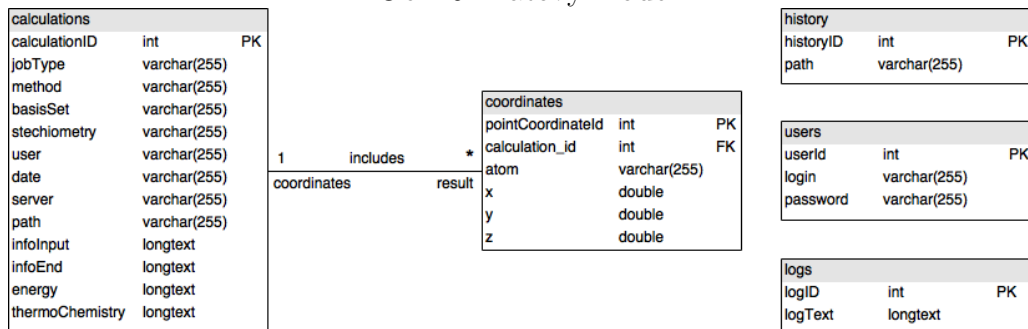 calculations
calculationID int PK
jobType varchar(255)
method varchar(255)
basisSet varchar(255)
stechiometry varchar(255)
user varchar(255)
date varchar(255)
server varchar(255)
path varchar(255)
infoInput longtext
infoEnd longtext
energy longtext
thermoChemistry longtext
1 includes *
coordinates result
coordinates
pointCoordinateId int PK
calculation_id int FK
atom varchar(255)
x double
y double
z double
history
historyID int PK
path varchar(255)
users
userId int PK
login varchar(255)
password varchar(255)
logs
logID int PK
logText longtext